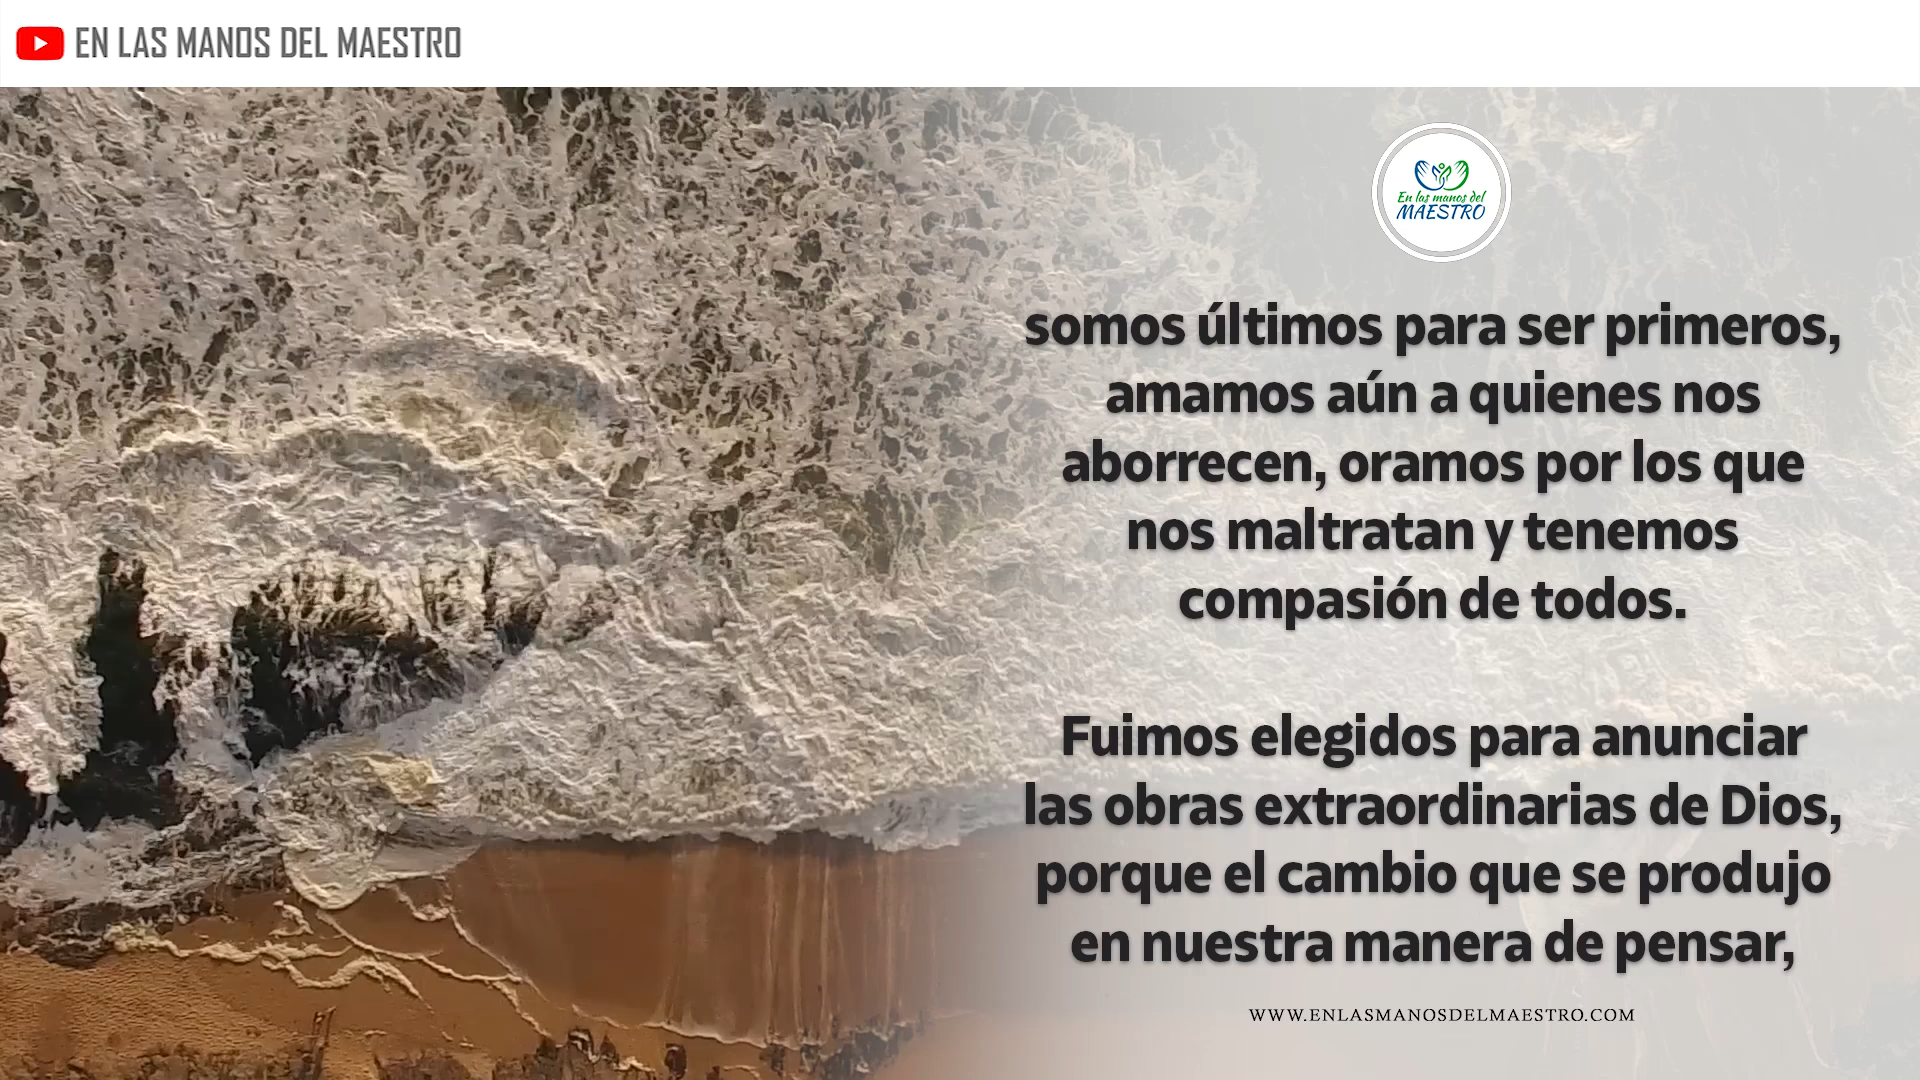 EN LAS MANOS DEL MAESTRO
En las manos del
MAESTRO
somos últimos para ser primeros,
amamos aún a quienes nos
aborrecen, oramos por los que
nos maltratan y tenemos
compasión de todos.
Fuimos elegidos para anunciar
las obras extraordinarias de Dios,
porque el cambio que se produjo
en nuestra manera de pensar,
WWW.ENLASMANOSDELMAESTRO.COM